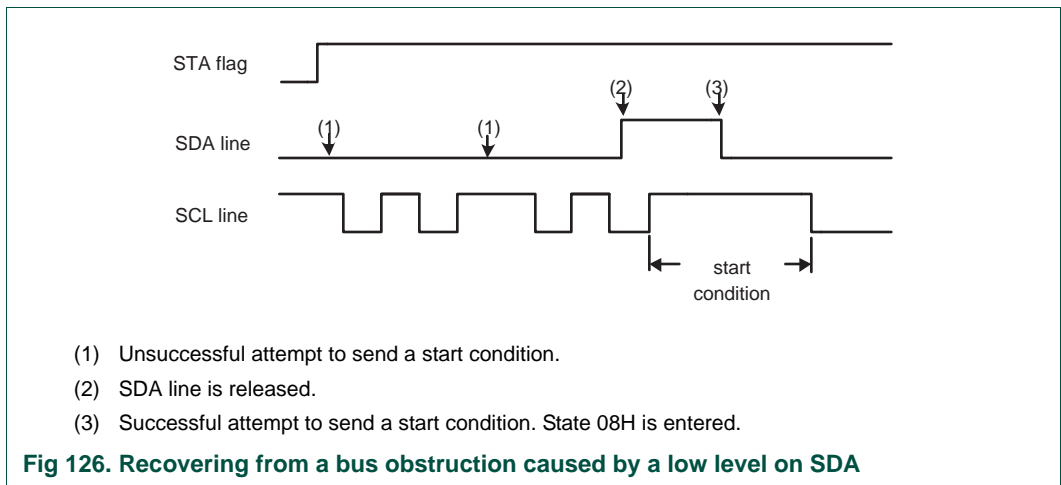 STA flag
(2) (3)
(1) (1)
SDA line
SCL line
start
condition
(1) Unsuccessful attempt to send a start condition.
(2) SDA line is released.
(3) Successful attempt to send a start condition. State 08H is entered.
Fig 126. Recovering from a bus obstruction caused by a low level on SDA